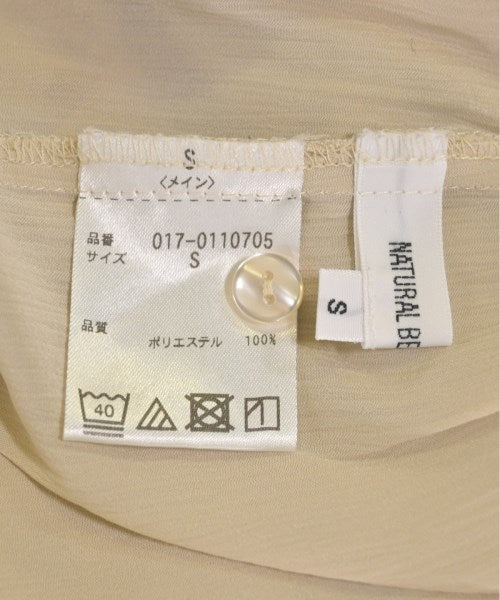 S
〈メイン〉
品番 017-0110705
サイズ S
品質 ポリエステル 100%
40
S
NATURAL BE